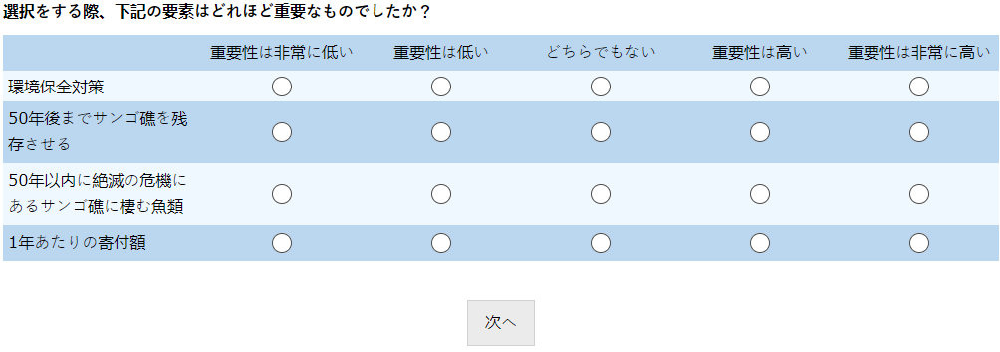 選択をする際、下記の要素はどれほど重要なものでしたか？
重要性は非常に低い 重要性は低い どちらでもない 重要性は高い 重要性は非常に高い
環境保全対策
50年後までサンゴ礁を残
存させる
50年以内に絶滅の危機に
あるサンゴ礁に棲む魚類
1年あたりの寄付額
次へ